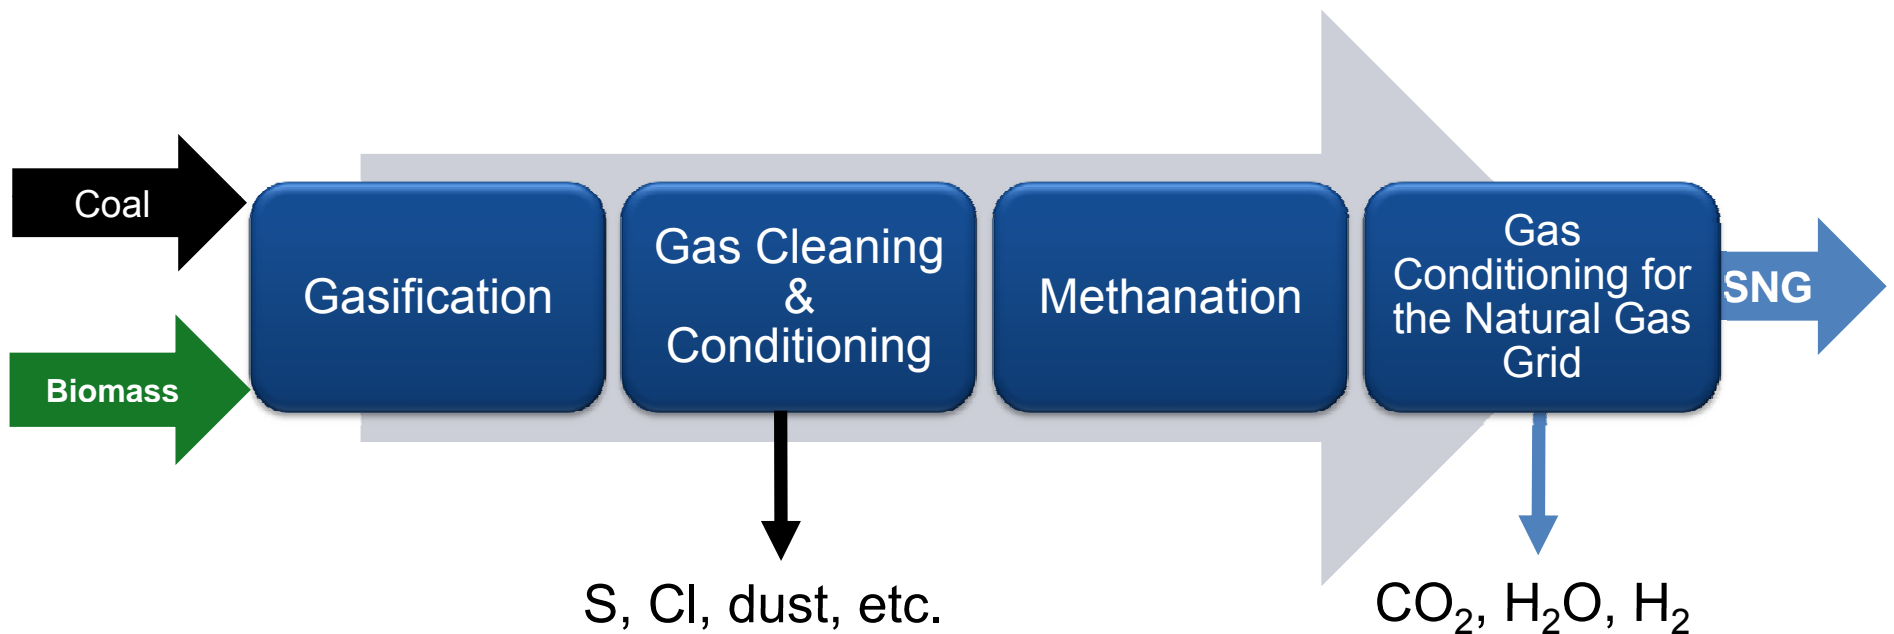 Coal
Biomass
Gasification
Gas Cleaning
&
Conditioning
Methanation
Gas
Conditioning for
the Natural Gas
Grid
SNG
S, Cl, dust, etc.
CO₂, H₂O, H₂